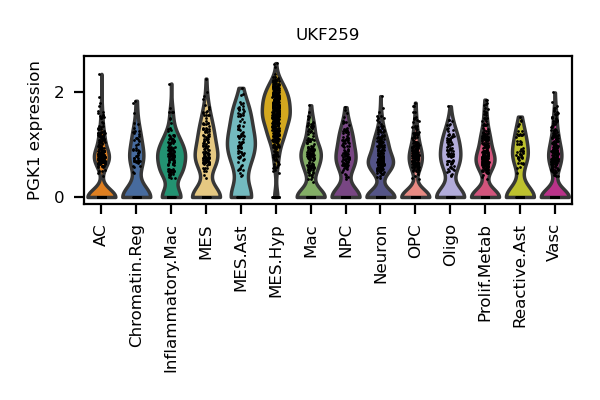 UKF259
PGK1 expression
2
0
AC
Chromatin.Reg
Inflammatory.Mac
MES
MES.Ast
MES.Hyp
Mac
NPC
Neuron
OPC
Oligo
Prolif.Metab
Reactive.Ast
Vasc